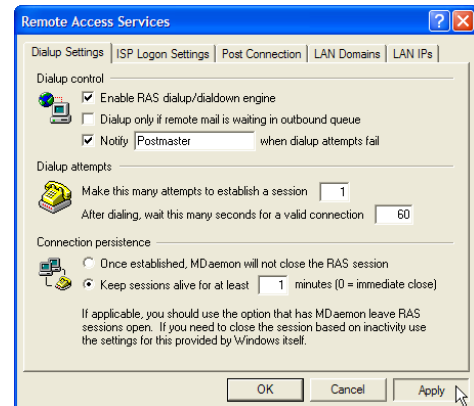 Remote Access Services
Dialup Settings ISP Logon Settings Post Connection LAN Domains LAN IPs
Dialup control
Enable RAS dialup/dialdown engine
Dialup only if remote mail is waiting in outbound queue
Notify Postmaster when dialup attempts fail
Dialup attempts
Make this many attempts to establish a session 1
After dialing, wait this many seconds for a valid connection 60
Connection persistence
Once established, MDaemon will not close the RAS session
Keep sessions alive for at least 1 minutes (0 = immediate close)
If applicable, you should use the option that has MDaemon leave RAS
sessions open. If you need to close the session based on inactivity use
the settings for this provided by Windows itself.
OK Cancel Apply